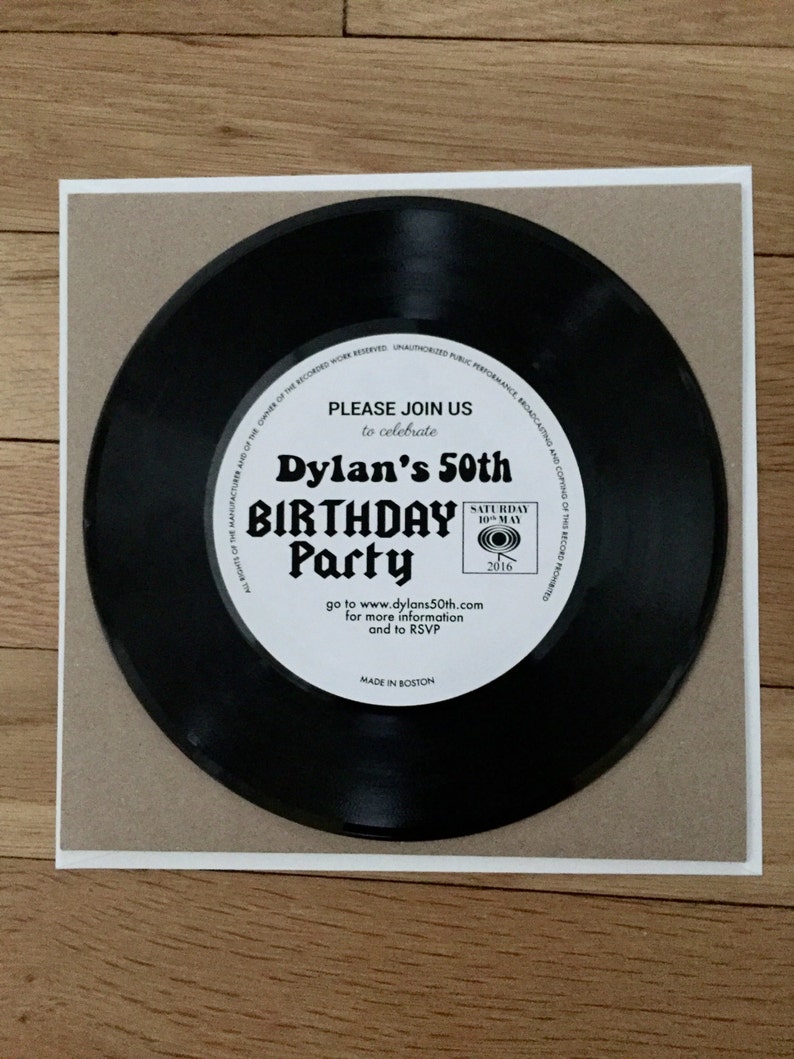 ALL RIGHTS OF THE MANUFACTURER AND OF THE OWNER OF THE RECORDED WORK RESERVED. UNAUTHORIZED PUBLIC PERFORMANCE, BROADCASTING AND COPYING OF THIS RECORD PROHIBITED
PLEASE JOIN US
to celebrate
Dylan's 50th
BIRTHDAY
Party
SATURDAY
10th MAY
2016
go to www.dylans50th.com
for more information
and to RSVP
MADE IN BOSTON